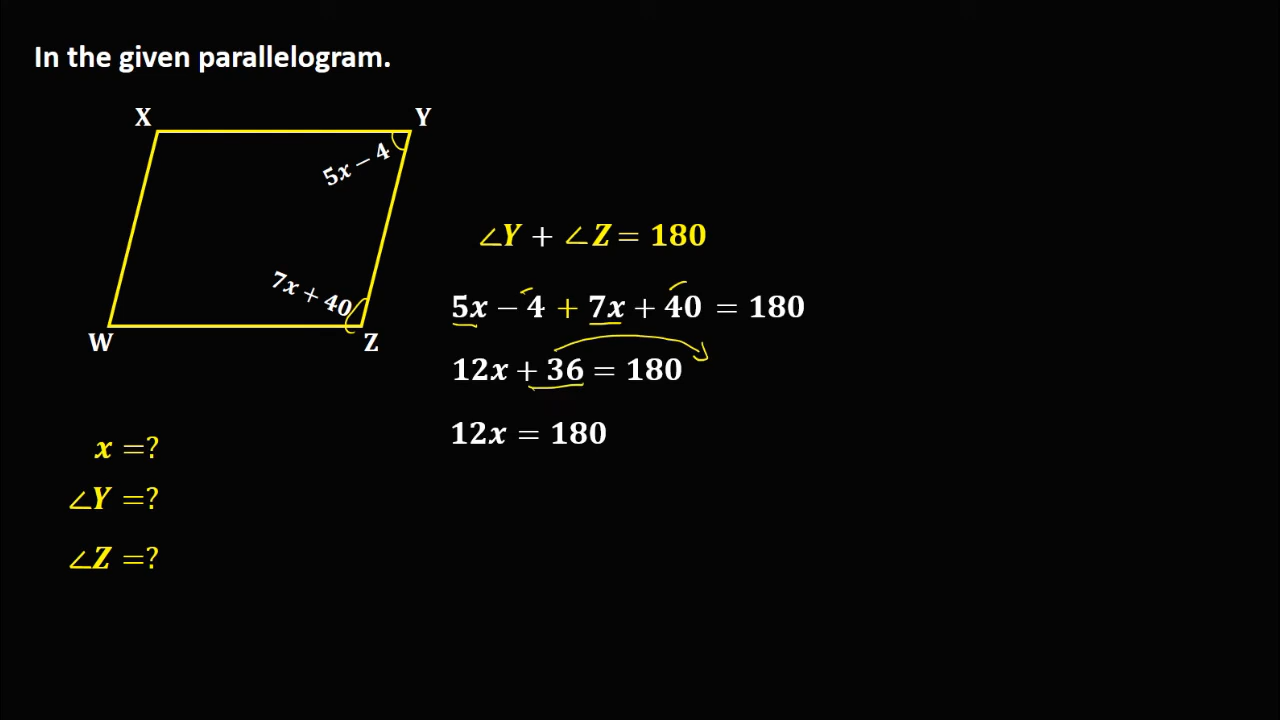 In the given parallelogram.
X
Y
5x − 4
∠Y + ∠Z = 180
7x + 40
5x − 4 + 7x + 40 = 180
W
Z
12x + 36 = 180
12x = 180
x =?
∠Y =?
∠Z =?